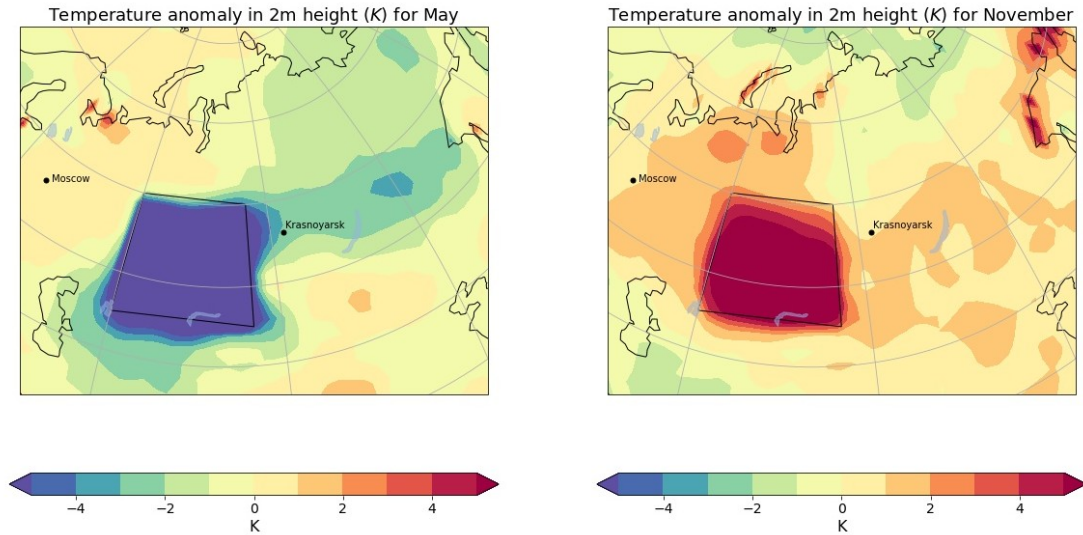 Temperature anomaly in 2m height (K) for May
Temperature anomaly in 2m height (K) for November
Moscow
Krasnoyarsk
Moscow
Krasnoyarsk
−4 −2 0 2 4
K
−4 −2 0 2 4
K